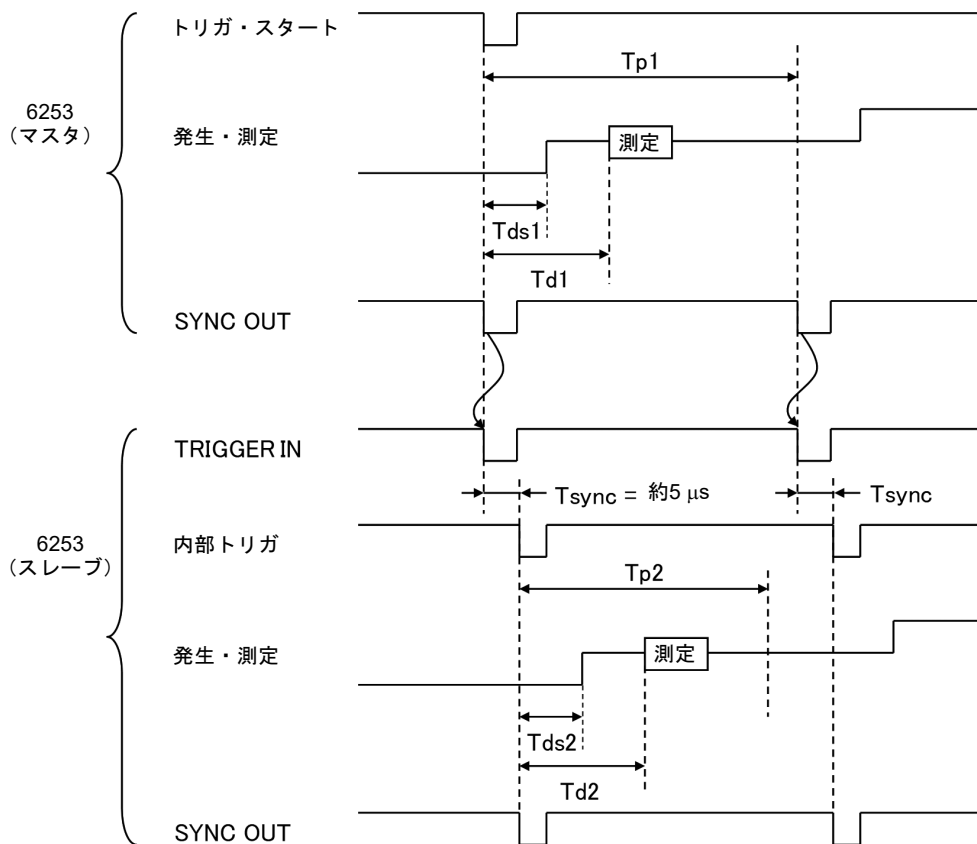 トリガ・スタート
Tp1
6253
（マスタ）
発生・測定
測定
Tds1
Td1
SYNC OUT
TRIGGER IN
Tsync = 約5 μs
Tsync
6253
（スレーブ）
内部トリガ
Tp2
発生・測定
測定
Tds2
Td2
SYNC OUT